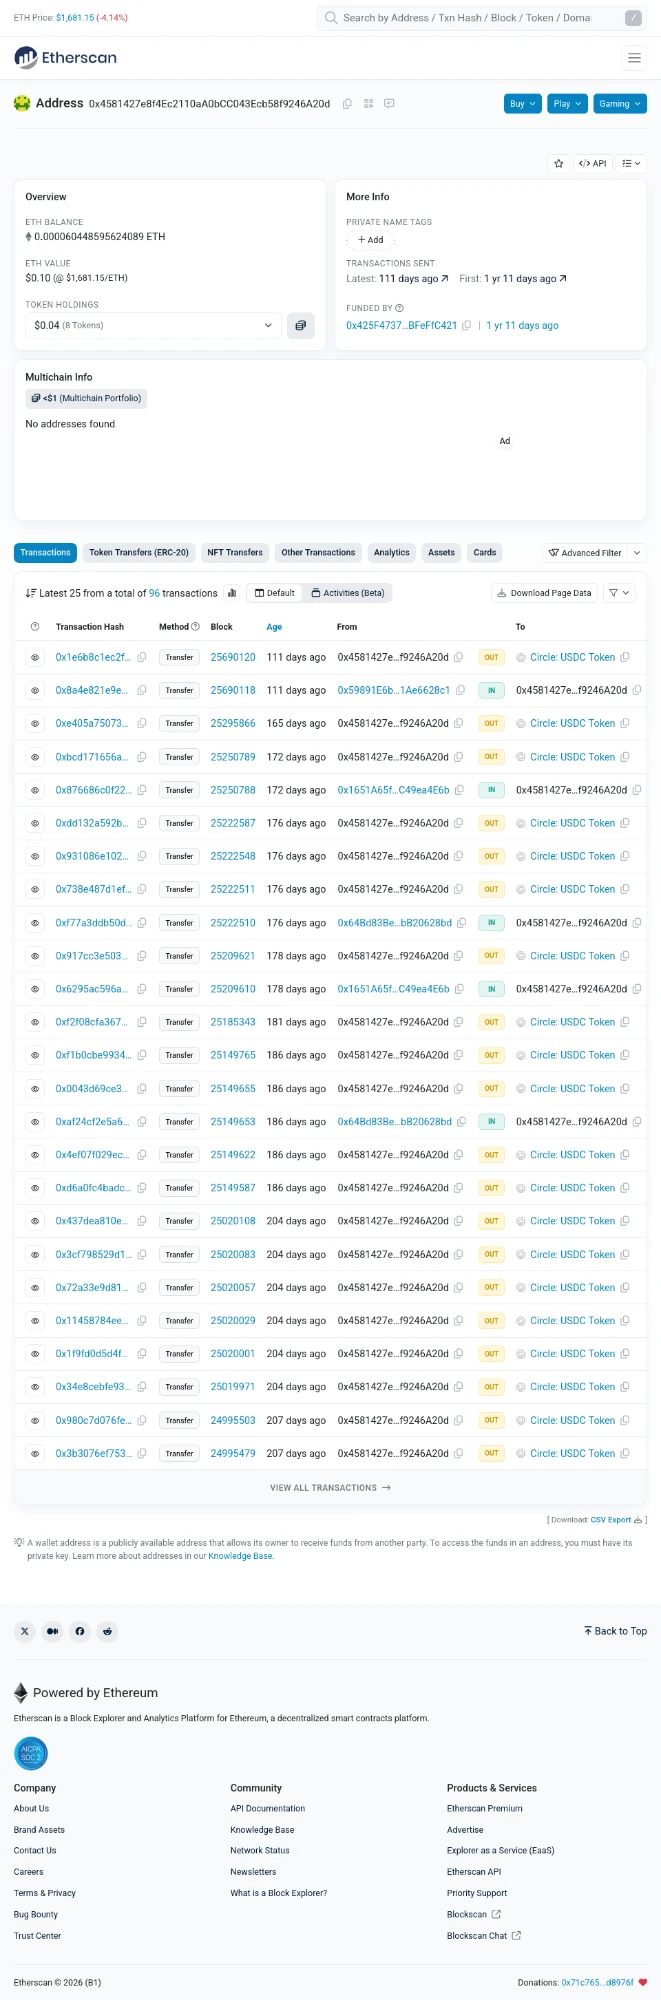 ETH Price: $1,681.15 (-4.14%)
Search by Address / Txn Hash / Block / Token / Domai
/
Etherscan
Address 0x4581427e8f4Ec2110aA0bCC043Ecb58f9246A20d
Buy Play Gaming
API
Overview
ETH BALANCE
0.000060448595624089 ETH
ETH VALUE
$0.10 (@ $1,681.15/ETH)
TOKEN HOLDINGS
$0.04 (8 Tokens)
More Info
PRIVATE NAME TAGS
+ Add
TRANSACTIONS SENT
Latest: 111 days ago ↗ First: 1 yr 11 days ago ↗
FUNDED BY
0x425F4737...BFeFfC421 | 1 yr 11 days ago
Multichain Info
<$1 (Multichain Portfolio)
No addresses found
Ad
Transactions Token Transfers (ERC-20) NFT Transfers Other Transactions Analytics Assets Cards Advanced Filter
Latest 25 from a total of 96 transactions Default Activities (Beta) Download Page Data
Transaction Hash Method Block Age From To
0x1e6b8c1ec2f... Transfer 25690120 111 days ago 0x4581427e...f9246A20d OUT Circle: USDC Token
0x8a4e821e9e... Transfer 25690118 111 days ago 0x59891E6b...1Ae6628c1 IN 0x4581427e...f9246A20d
0xe405a75073... Transfer 25295866 165 days ago 0x4581427e...f9246A20d OUT Circle: USDC Token
0xbcd171656a... Transfer 25250789 172 days ago 0x4581427e...f9246A20d OUT Circle: USDC Token
0x876686c0f22... Transfer 25250788 172 days ago 0x1651A65f...C49ea4E6b IN 0x4581427e...f9246A20d
0xdd132a592b... Transfer 25222587 176 days ago 0x4581427e...f9246A20d OUT Circle: USDC Token
0x931086e102... Transfer 25222548 176 days ago 0x4581427e...f9246A20d OUT Circle: USDC Token
0x738e487d1ef... Transfer 25222511 176 days ago 0x4581427e...f9246A20d OUT Circle: USDC Token
0xf77a3ddb50d... Transfer 25222510 176 days ago 0x64Bd83Be...bB20628bd IN 0x4581427e...f9246A20d
0x917cc3e503... Transfer 25209621 178 days ago 0x4581427e...f9246A20d OUT Circle: USDC Token
0x6295ac596a... Transfer 25209610 178 days ago 0x1651A65f...C49ea4E6b IN 0x4581427e...f9246A20d
0xf2f08cfa367... Transfer 25185343 181 days ago 0x4581427e...f9246A20d OUT Circle: USDC Token
0xf1b0cbe9934... Transfer 25149765 186 days ago 0x4581427e...f9246A20d OUT Circle: USDC Token
0x0043d69ce3... Transfer 25149655 186 days ago 0x4581427e...f9246A20d OUT Circle: USDC Token
0xaf24cf2e5a6... Transfer 25149653 186 days ago 0x64Bd83Be...bB20628bd IN 0x4581427e...f9246A20d
0x4ef07f029ec... Transfer 25149622 186 days ago 0x4581427e...f9246A20d OUT Circle: USDC Token
0xd6a0fc4badc... Transfer 25149587 186 days ago 0x4581427e...f9246A20d OUT Circle: USDC Token
0x437dea810e... Transfer 25020108 204 days ago 0x4581427e...f9246A20d OUT Circle: USDC Token
0x3cf798529d1... Transfer 25020083 204 days ago 0x4581427e...f9246A20d OUT Circle: USDC Token
0x72a33e9d81... Transfer 25020057 204 days ago 0x4581427e...f9246A20d OUT Circle: USDC Token
0x11458784ee... Transfer 25020029 204 days ago 0x4581427e...f9246A20d OUT Circle: USDC Token
0x1f9fd0d5d4f... Transfer 25020001 204 days ago 0x4581427e...f9246A20d OUT Circle: USDC Token
0x34e8cebfe93... Transfer 25019971 204 days ago 0x4581427e...f9246A20d OUT Circle: USDC Token
0x980c7d076fe... Transfer 24995503 207 days ago 0x4581427e...f9246A20d OUT Circle: USDC Token
0x3b3076ef753... Transfer 24995479 207 days ago 0x4581427e...f9246A20d OUT Circle: USDC Token
VIEW ALL TRANSACTIONS →
[ Download: CSV Export ]
A wallet address is a publicly available address that allows its owner to receive funds from another party. To access the funds in an address, you must have its
private key. Learn more about addresses in our Knowledge Base.
Back to Top
Powered by Ethereum
Etherscan is a Block Explorer and Analytics Platform for Ethereum, a decentralized smart contracts platform.
AICPA
SOC 2
Company
About Us
Brand Assets
Contact Us
Careers
Terms & Privacy
Bug Bounty
Trust Center
Community
API Documentation
Knowledge Base
Network Status
Newsletters
What is a Block Explorer?
Products & Services
Etherscan Premium
Advertise
Explorer as a Service (EaaS)
Etherscan API
Priority Support
Blockscan
Blockscan Chat
Etherscan © 2026 (B1)
Donations: 0x71c765...d8976f ❤